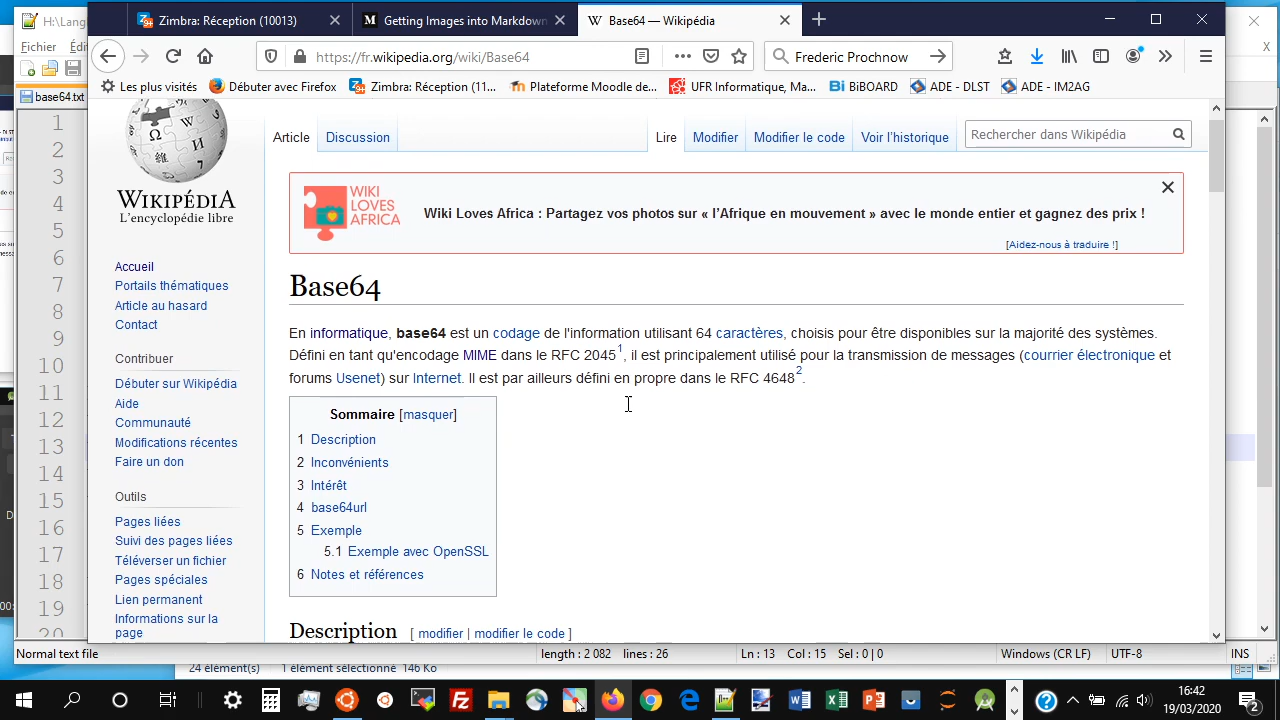 H:\Lang
Zimbra: Réception (10013)
Getting Images into Markdown
Base64 — Wikipédia
Fichier
https://fr.wikipedia.org/wiki/Base64
Frederic Prochnow
Les plus visités
Débuter avec Firefox
Zimbra: Réception (11...
Plateforme Moodle de...
UFR Informatique, Ma...
BiBOARD
ADE - DLST
ADE - IM2AG
base64.txt
1
2
3
4
5
6
7
8
9
10
11
12
13
14
15
16
17
18
19
20
WIKIPÉDIA
L'encyclopédie libre
Accueil
Portails thématiques
Article au hasard
Contact
Contribuer
Débuter sur Wikipédia
Aide
Communauté
Modifications récentes
Faire un don
Outils
Pages liées
Suivi des pages liées
Téléverser un fichier
Pages spéciales
Lien permanent
Informations sur la
page
Article
Discussion
Lire
Modifier
Modifier le code
Voir l'historique
Rechercher dans Wikipédia
WIKI
LOVES
AFRICA
Wiki Loves Africa : Partagez vos photos sur « l'Afrique en mouvement » avec le monde entier et gagnez des prix !
[Aidez-nous à traduire !]
Base64
En informatique, base64 est un codage de l'information utilisant 64 caractères, choisis pour être disponibles sur la majorité des systèmes.
Défini en tant qu'encodage MIME dans le RFC 2045 1, il est principalement utilisé pour la transmission de messages (courrier électronique et
forums Usenet) sur Internet. Il est par ailleurs défini en propre dans le RFC 4648 2.
Sommaire [masquer]
1 Description
2 Inconvénients
3 Intérêt
4 base64url
5 Exemple
5.1 Exemple avec OpenSSL
6 Notes et références
Description [ modifier | modifier le code ]
Normal text file
length : 2 082 lines : 26
Ln : 13 Col : 15 Sel : 0 | 0
Windows (CR LF)
UTF-8
INS
24 élément(s)
1 élément sélectionné 146 Ko
16:42
19/03/2020
2